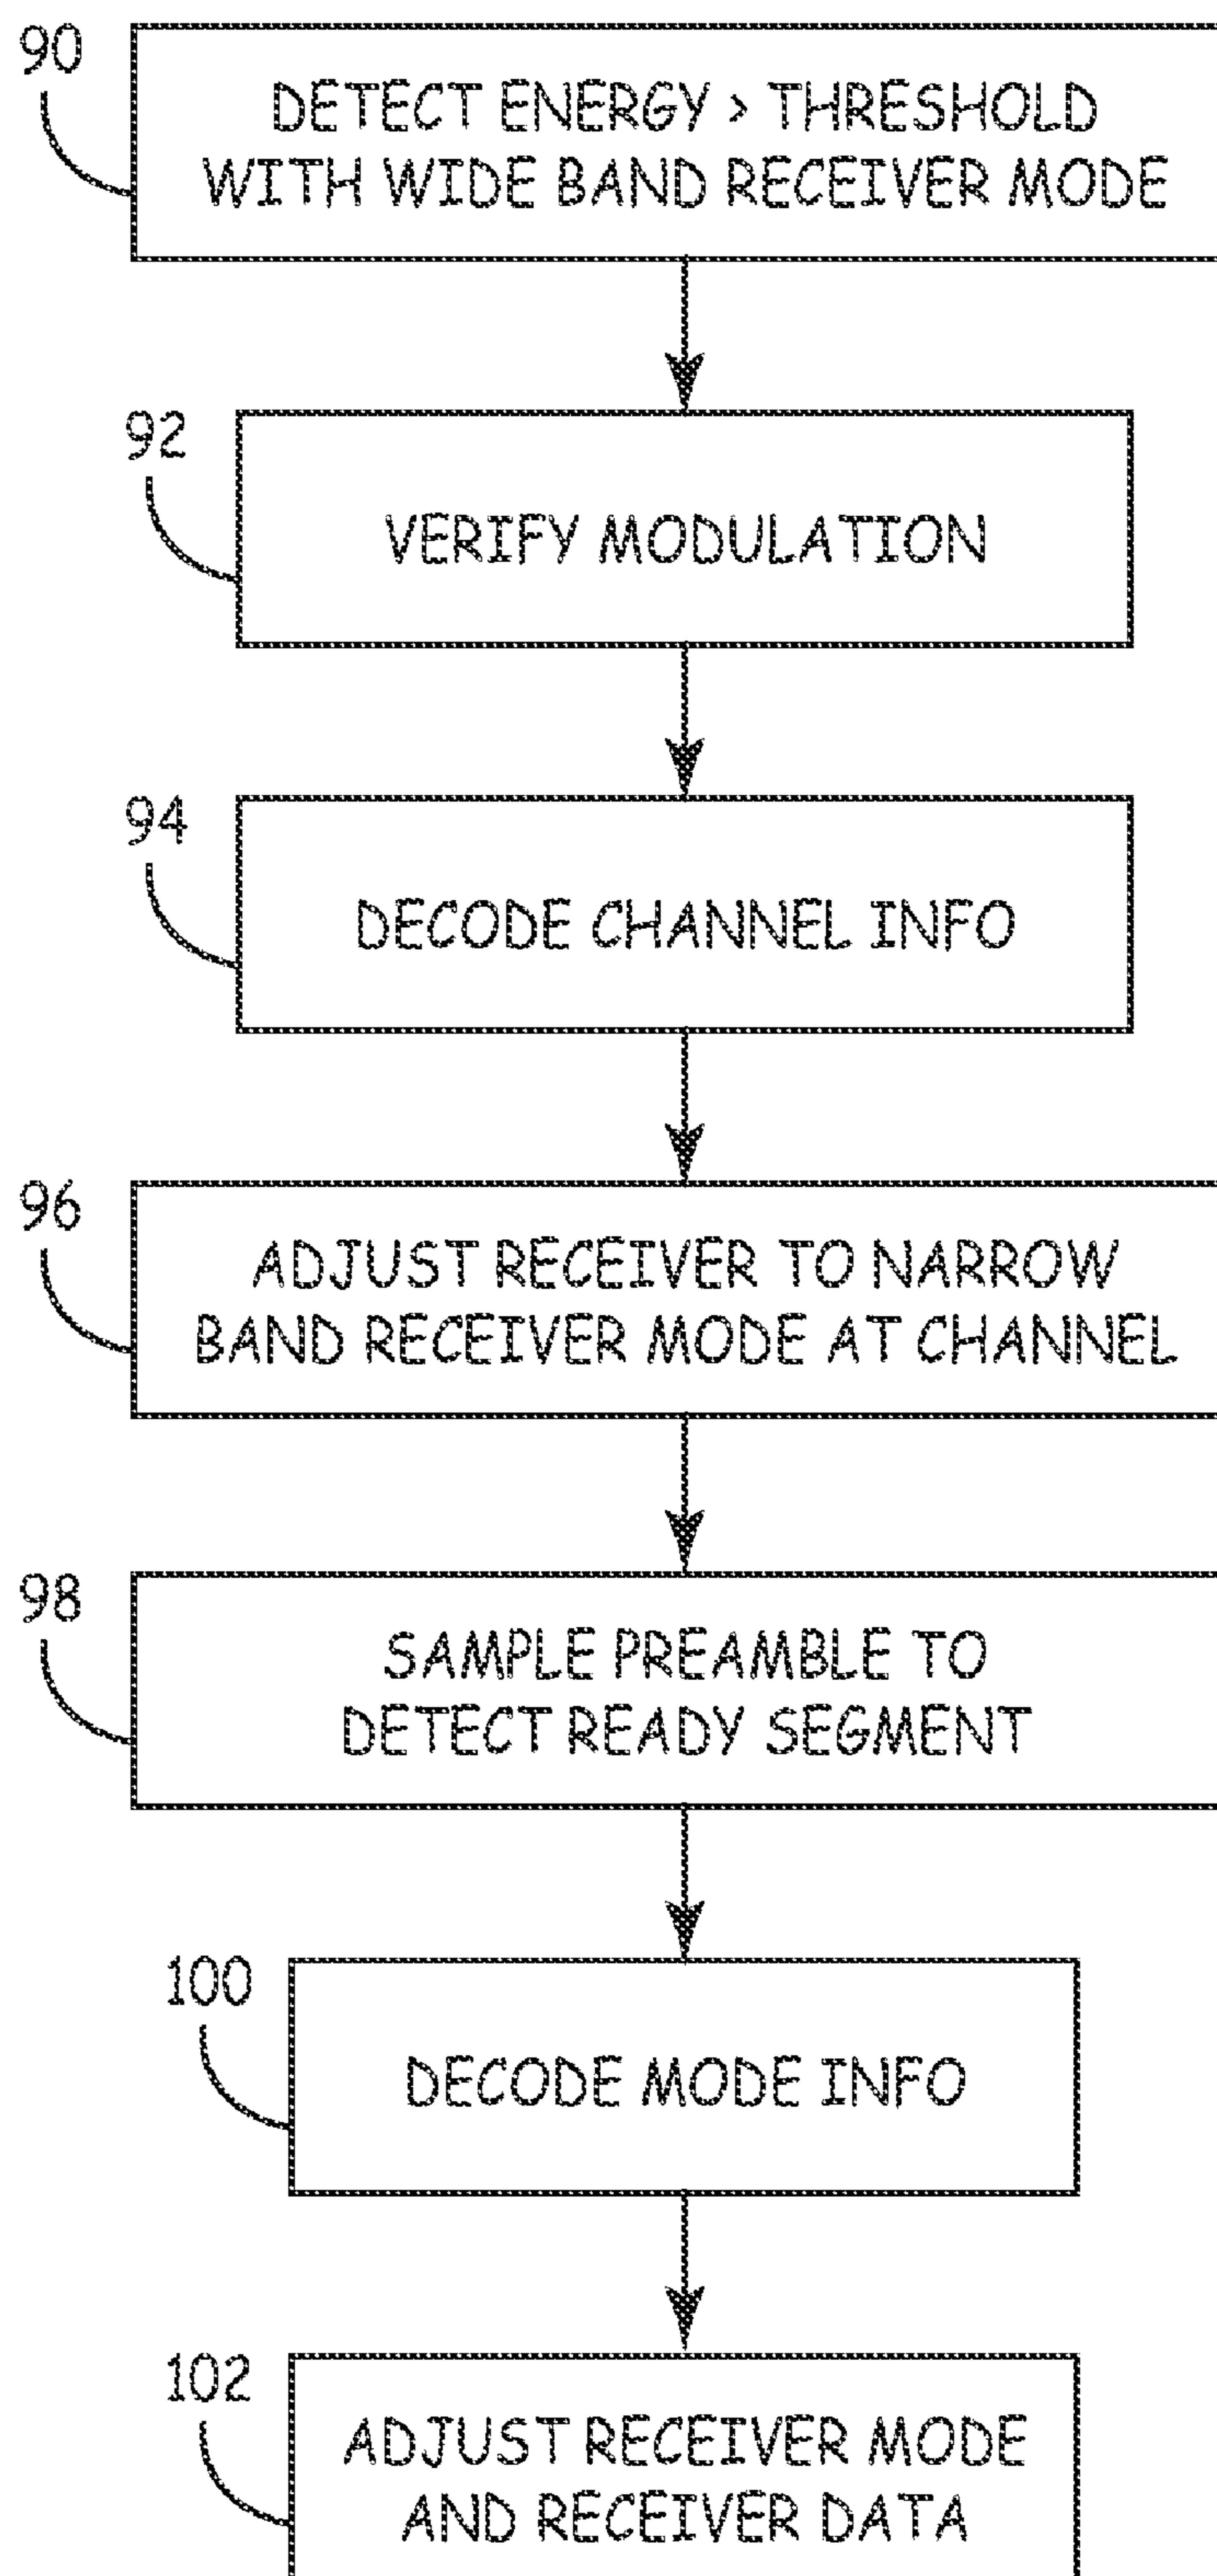 90
DETECT ENERGY > THRESHOLD
WITH WIDE BAND RECEIVER MODE
92
VERIFY MODULATION
94
DECODE CHANNEL INFO
96
ADJUST RECEIVER TO NARROW
BAND RECEIVER MODE AT CHANNEL
98
SAMPLE PREAMBLE TO
DETECT READY SEGMENT
100
DECODE MODE INFO
102
ADJUST RECEIVER MODE
AND RECEIVER DATA